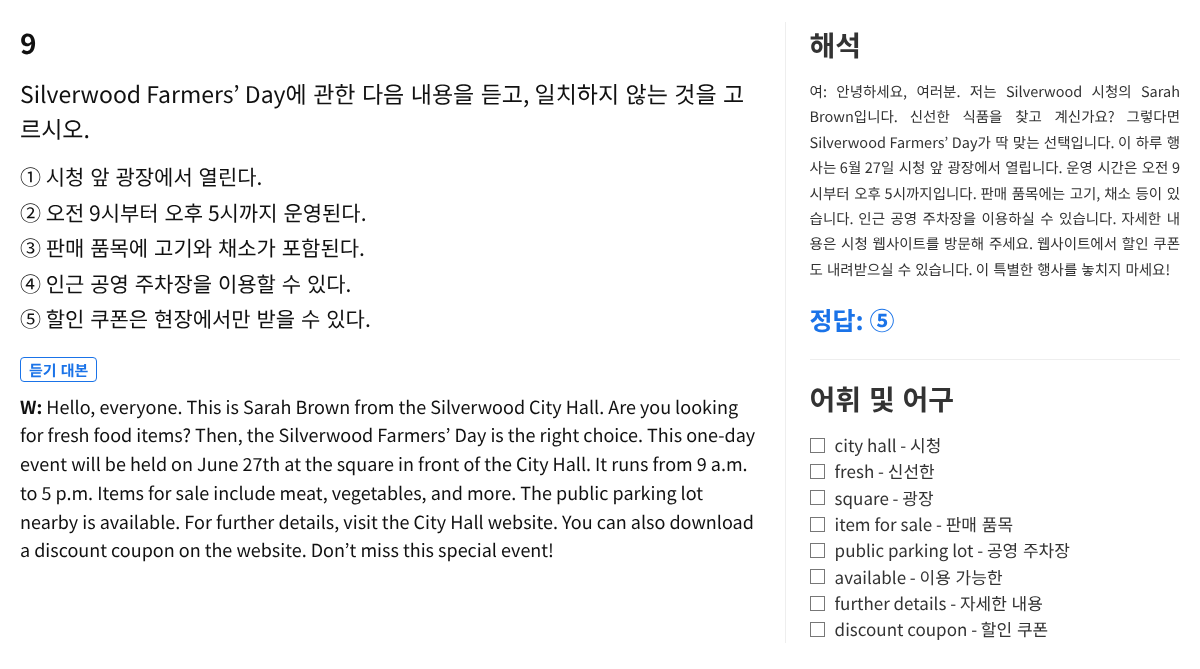 9
Silverwood Farmers’ Day에 관한 다음 내용을 듣고, 일치하지 않는 것을 고
르시오.
① 시청 앞 광장에서 열린다.
② 오전 9시부터 오후 5시까지 운영된다.
③ 판매 품목에 고기와 채소가 포함된다.
④ 인근 공영 주차장을 이용할 수 있다.
⑤ 할인 쿠폰은 현장에서만 받을 수 있다.
듣기 대본
W: Hello, everyone. This is Sarah Brown from the Silverwood City Hall. Are you looking
for fresh food items? Then, the Silverwood Farmers’ Day is the right choice. This one-day
event will be held on June 27th at the square in front of the City Hall. It runs from 9 a.m.
to 5 p.m. Items for sale include meat, vegetables, and more. The public parking lot
nearby is available. For further details, visit the City Hall website. You can also download
a discount coupon on the website. Don’t miss this special event!
해석
여: 안녕하세요, 여러분. 저는 Silverwood 시청의 Sarah
Brown입니다. 신선한 식품을 찾고 계신가요? 그렇다면
Silverwood Farmers’ Day가 딱 맞는 선택입니다. 이 하루 행
사는 6월 27일 시청 앞 광장에서 열립니다. 운영 시간은 오전 9
시부터 오후 5시까지입니다. 판매 품목에는 고기, 채소 등이 있
습니다. 인근 공영 주차장을 이용하실 수 있습니다. 자세한 내
용은 시청 웹사이트를 방문해 주세요. 웹사이트에서 할인 쿠폰
도 내려받으실 수 있습니다. 이 특별한 행사를 놓치지 마세요!
정답: ⑤
어휘 및 어구
□ city hall - 시청
□ fresh - 신선한
□ square - 광장
□ item for sale - 판매 품목
□ public parking lot - 공영 주차장
□ available - 이용 가능한
□ further details - 자세한 내용
□ discount coupon - 할인 쿠폰